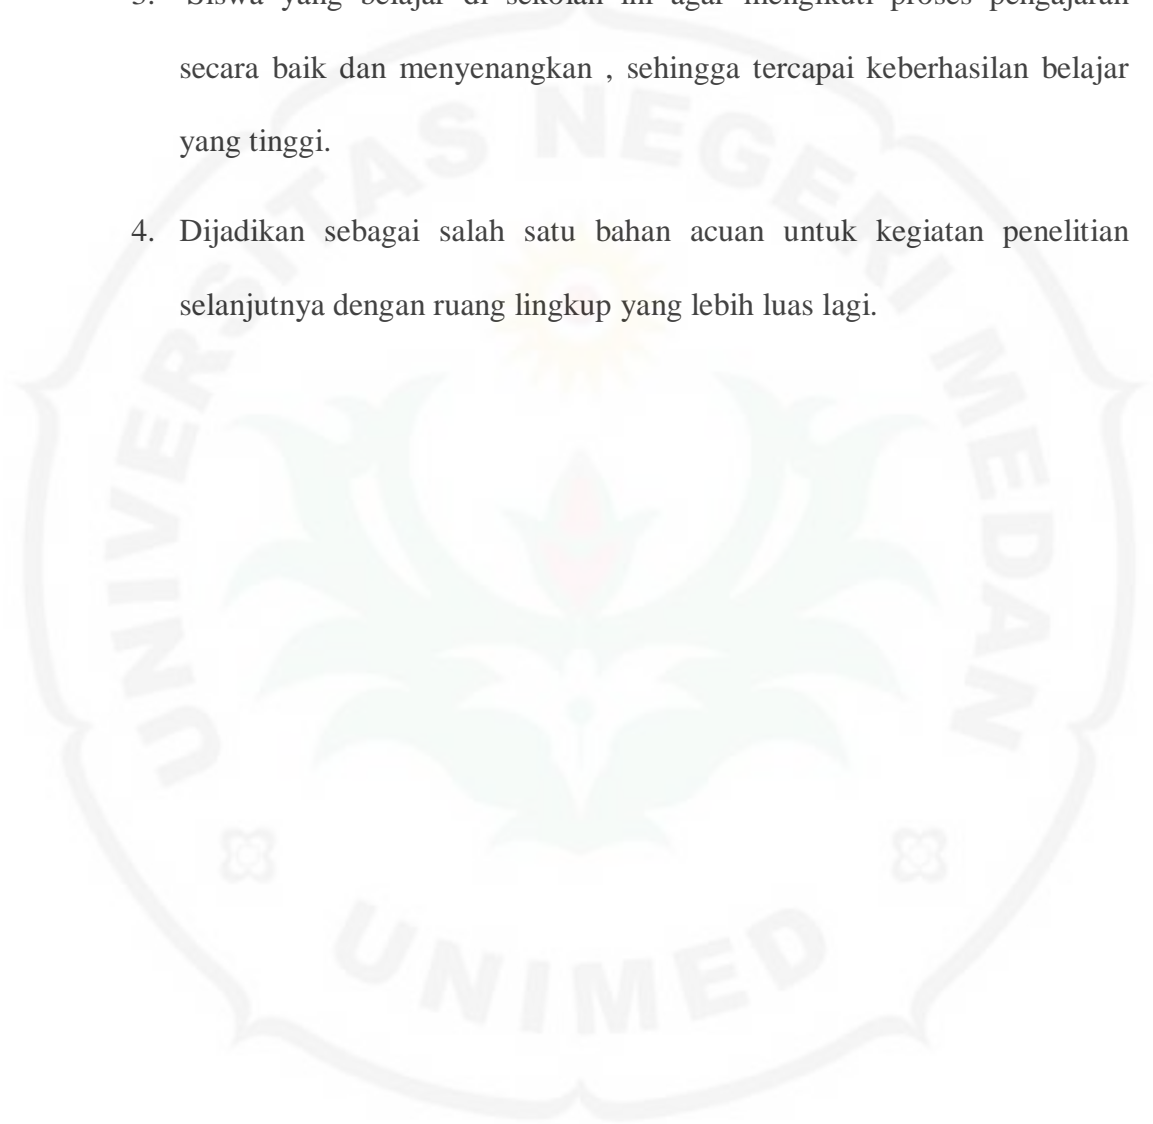 3. Siswa yang belajar di sekolah ini agar mengikuti proses pengajaran
secara baik dan menyenangkan , sehingga tercapai keberhasilan belajar
yang tinggi.
4. Dijadikan sebagai salah satu bahan acuan untuk kegiatan penelitian
selanjutnya dengan ruang lingkup yang lebih luas lagi.
UNIVERSITAS NEGERI MEDAN
UNIMED